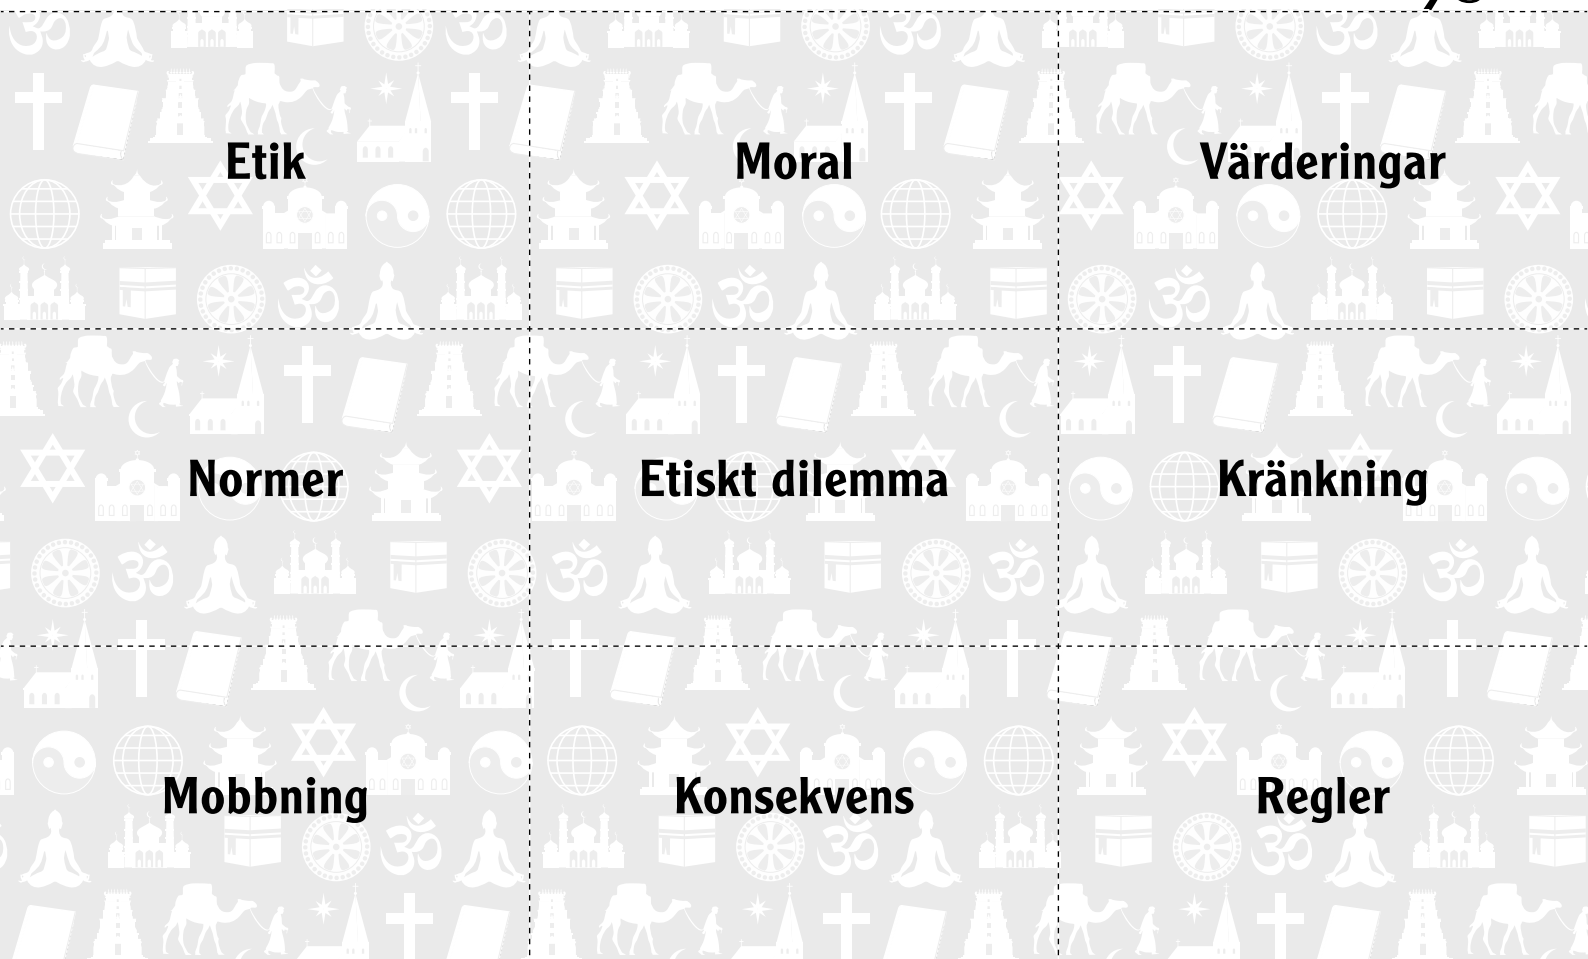 Etik
Moral
Värderingar
Normer
Etiskt dilemma
Kränkning
Mobbning
Konsekvens
Regler